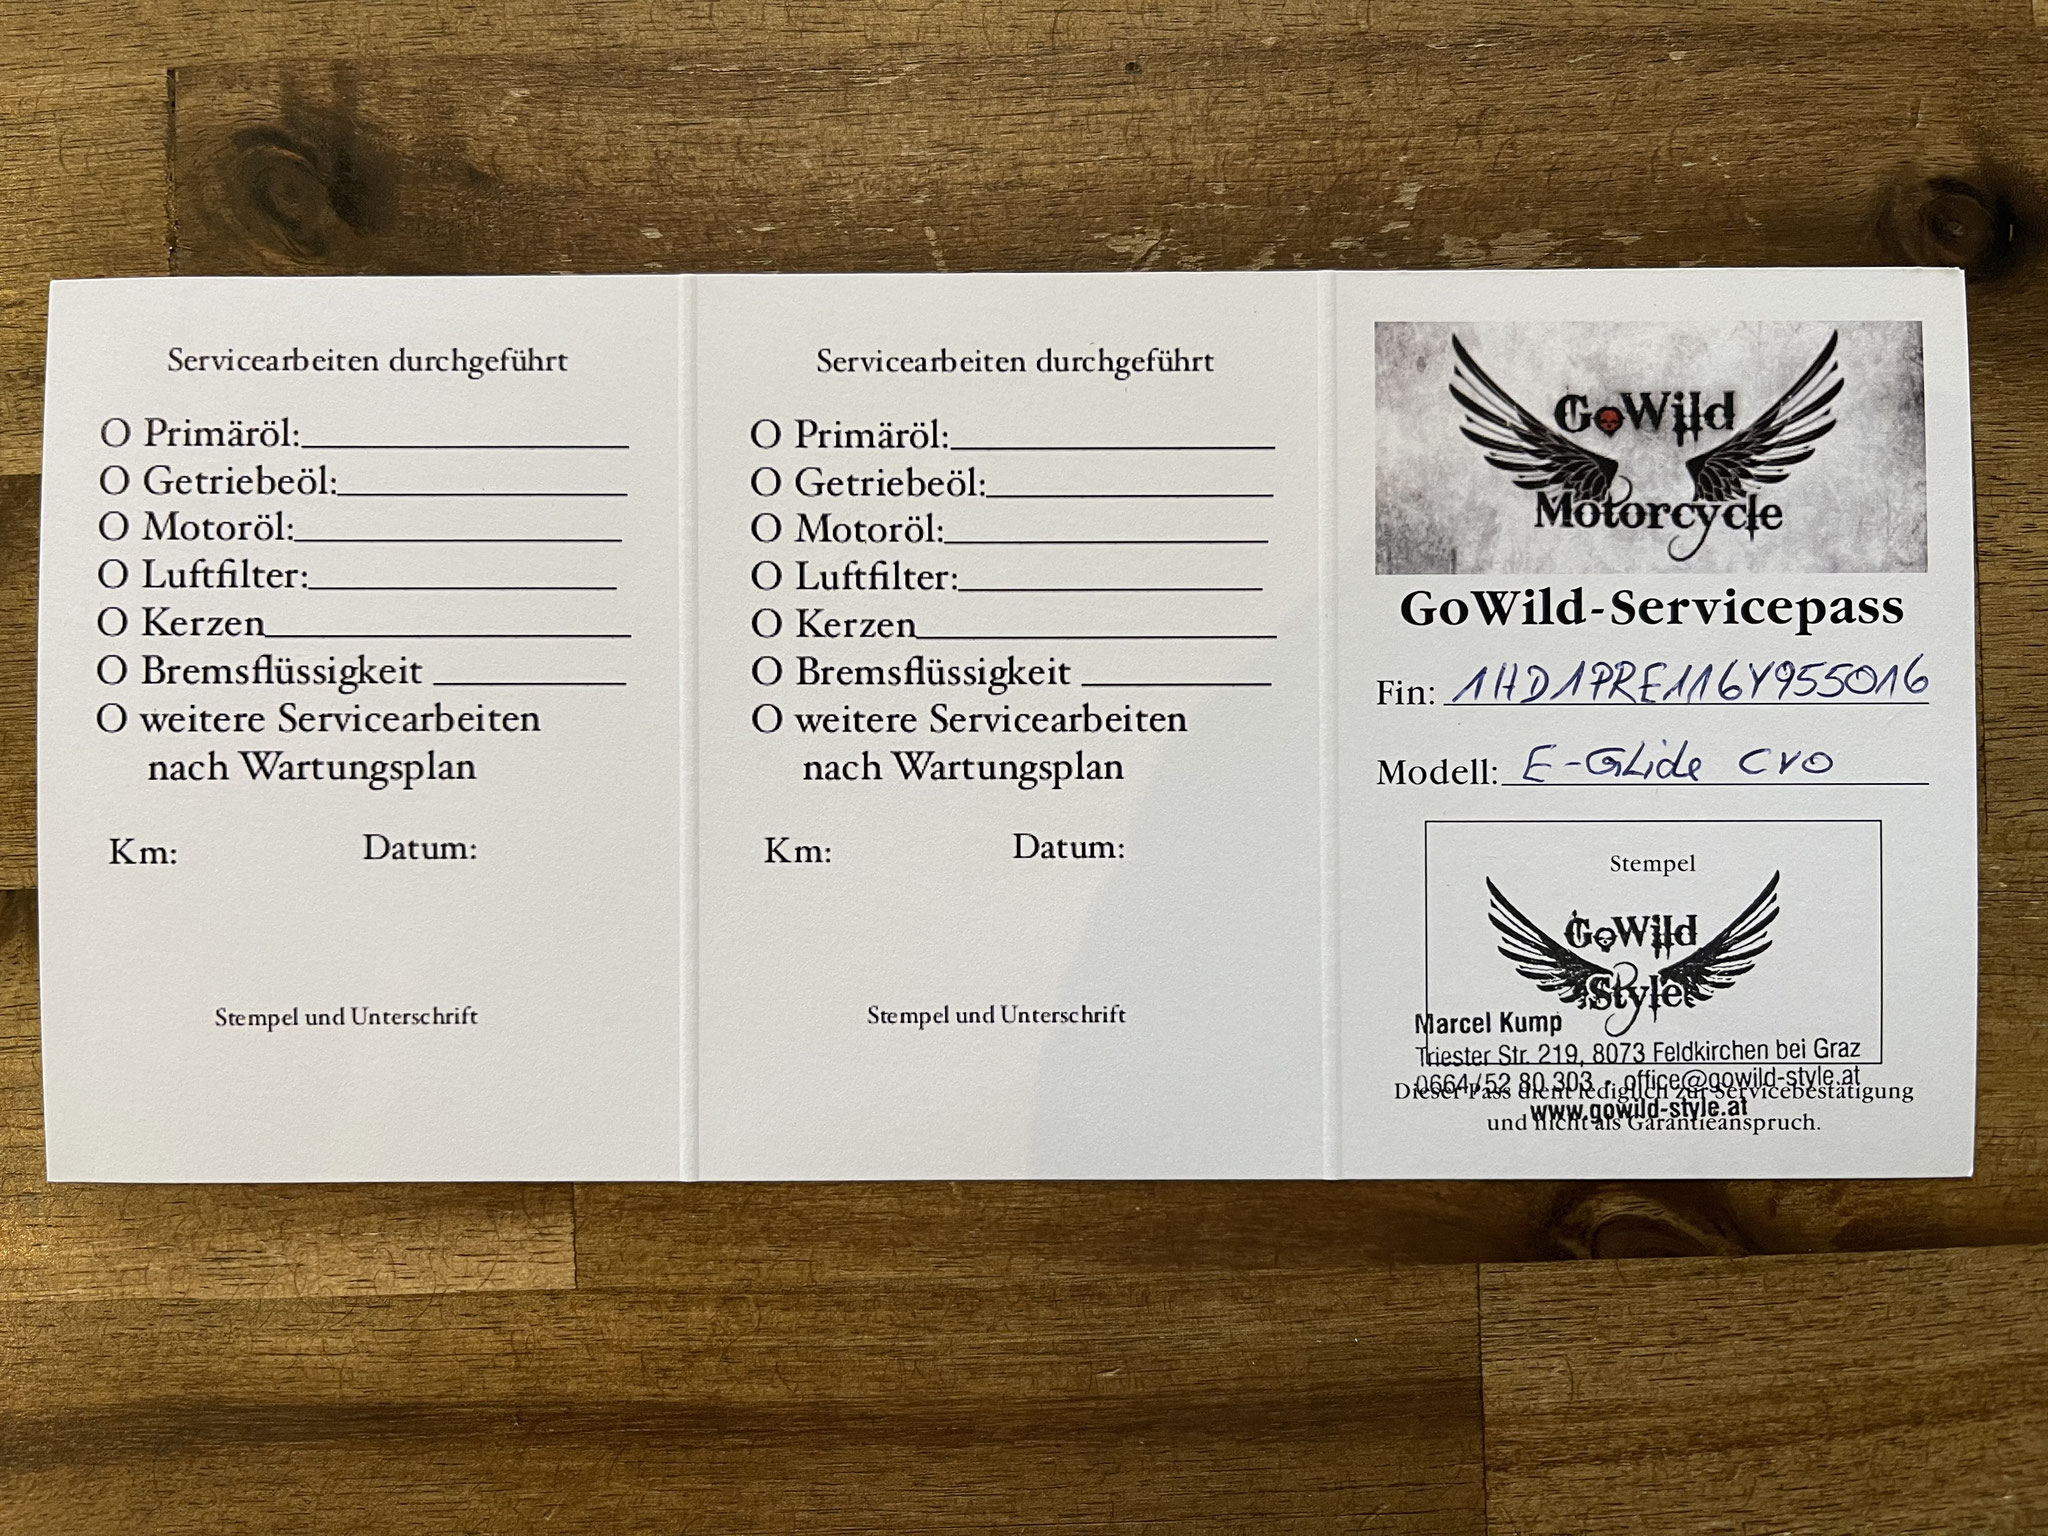 Servicearbeiten durchgeführt
O Primäröl:
O Getriebeöl:
O Motoröl:
O Luftfilter:
O Kerzen
O Bremsflüssigkeit
O weitere Servicearbeiten
nach Wartungsplan
Km: Datum:
Stempel und Unterschrift
Servicearbeiten durchgeführt
O Primäröl:
O Getriebeöl:
O Motoröl:
O Luftfilter:
O Kerzen
O Bremsflüssigkeit
O weitere Servicearbeiten
nach Wartungsplan
Km: Datum:
Stempel und Unterschrift
GoWild
Motorcycle
GoWild-Servicepass
Fin: 1HD1PRE116Y955016
Modell: E-Glide CVO
Stempel
GoWild
Style
Marcel Kump
Triester Str. 219, 8073 Feldkirchen bei Graz
0664/52 80 303 • office@gowild-style.at
Dieser Pass dient lediglich zur Servicebestätigung
www.gowild-style.at
und nicht als Garantieanspruch.